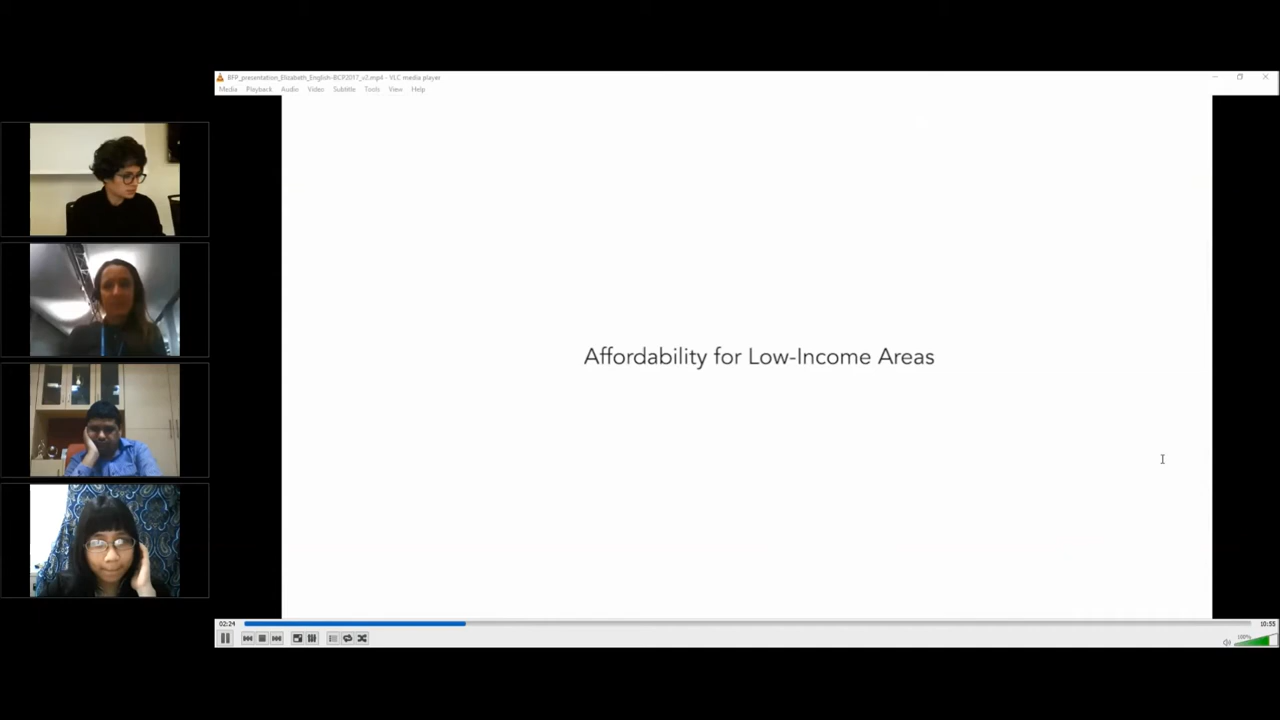 BFP_presentation_Elizabeth_English-BCP2017_v2.mp4 - VLC media player
Media Playback Audio Video Subtitle Tools View Help
Affordability for Low-Income Areas
02:24
10:55
100%